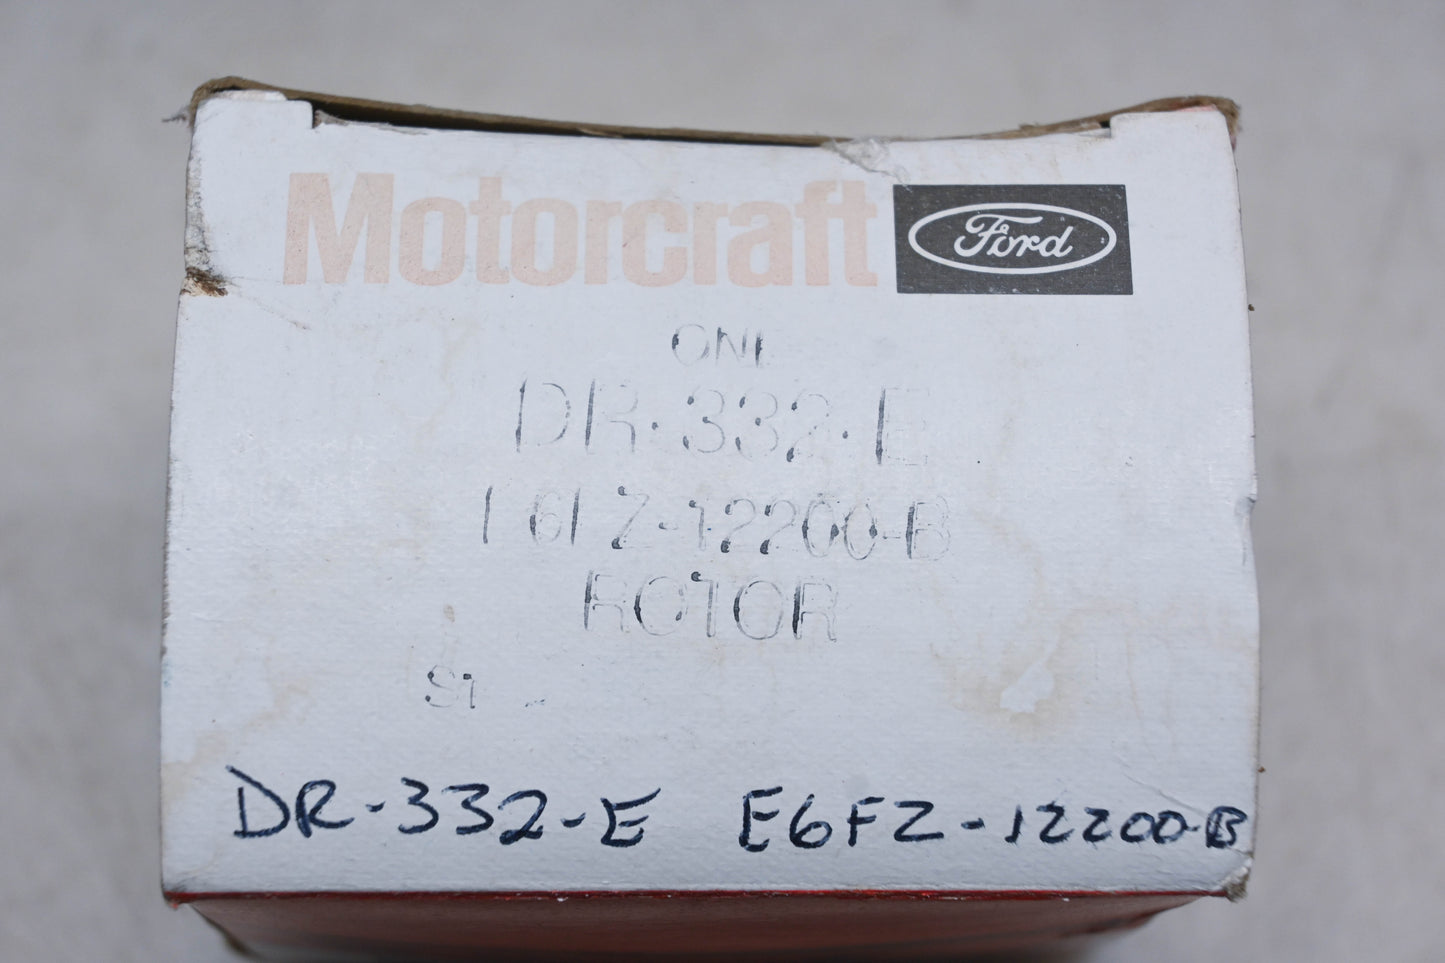 Motorcraft Ford
ONE
DR-332-E
E6FZ-12200-B
ROTOR
DR-332-E E6FZ-12200-B